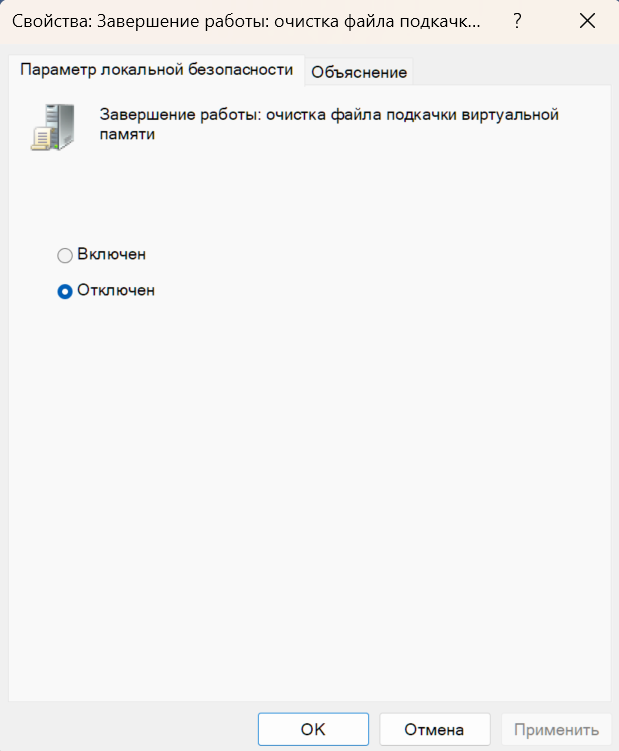 Свойства: Завершение работы: очистка файла подкачк...
?
Параметр локальной безопасности
Объяснение
Завершение работы: очистка файла подкачки виртуальной
памяти
Включен
Отключен
OK
Отмена
Применить